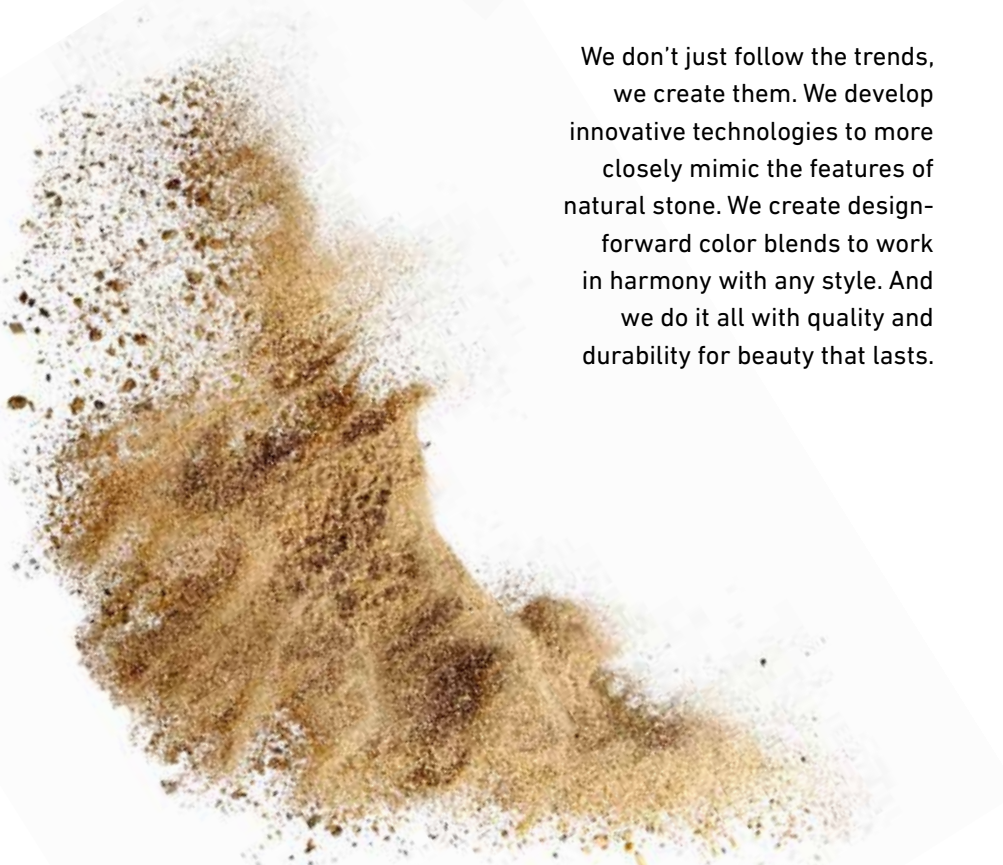 We don’t just follow the trends,
we create them. We develop
innovative technologies to more
closely mimic the features of
natural stone. We create design-
forward color blends to work
in harmony with any style. And
we do it all with quality and
durability for beauty that lasts.